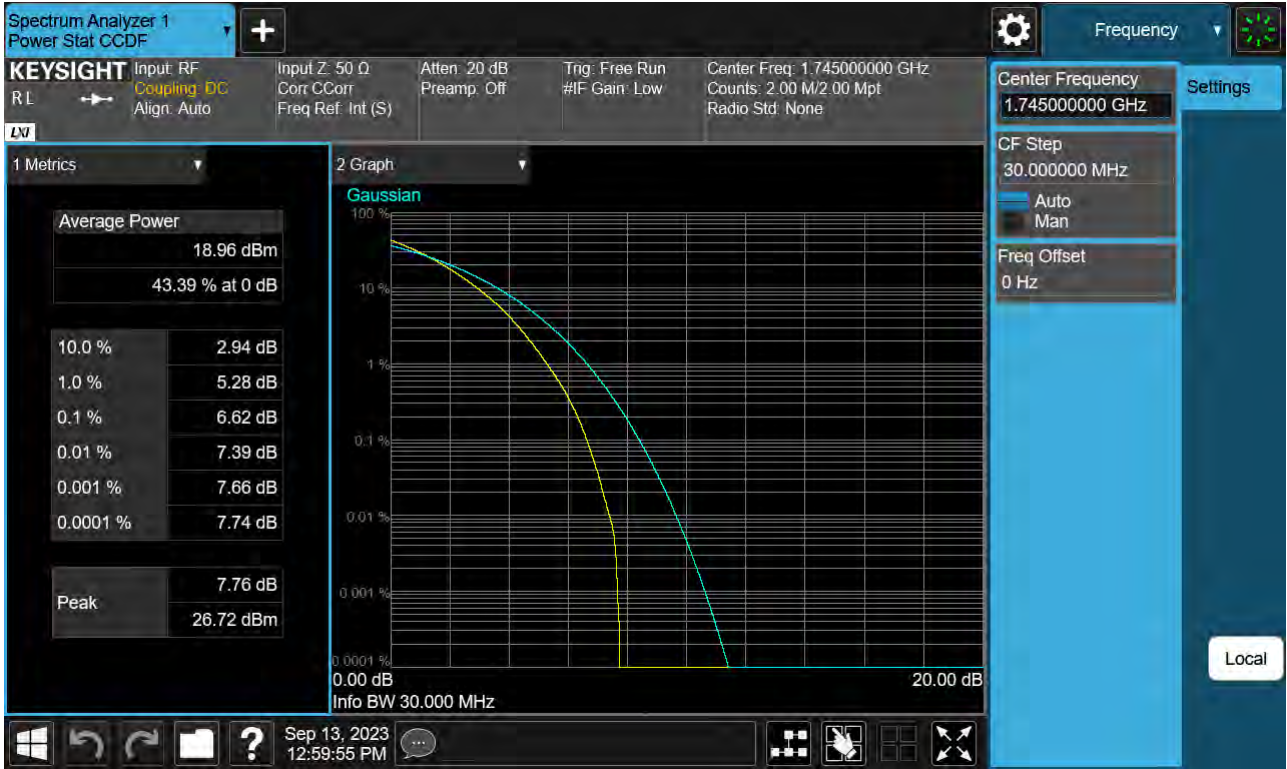 Spectrum Analyzer 1
Power Stat CCDF
Frequency
KEYSIGHT
R L
LXI
Input: RF
Coupling: DC
Align: Auto
Input Z: 50 Ω
Corr CCorr
Freq Ref: Int (S)
Atten: 20 dB
Preamp: Off
Trig: Free Run
#IF Gain: Low
Center Freq: 1.745000000 GHz
Counts: 2.00 M/2.00 Mpt
Radio Std: None
Center Frequency
1.745000000 GHz
Settings
CF Step
30.000000 MHz
Auto
Man
Freq Offset
0 Hz
Local
1 Metrics
Average Power
18.96 dBm
43.39 % at 0 dB
10.0 % 2.94 dB
1.0 % 5.28 dB
0.1 % 6.62 dB
0.01 % 7.39 dB
0.001 % 7.66 dB
0.0001 % 7.74 dB
Peak
7.76 dB
26.72 dBm
2 Graph
Gaussian
100 %
10 %
1 %
0.1 %
0.01 %
0.001 %
0.0001 %
0.00 dB
20.00 dB
Info BW 30.000 MHz
?
Sep 13, 2023
12:59:55 PM